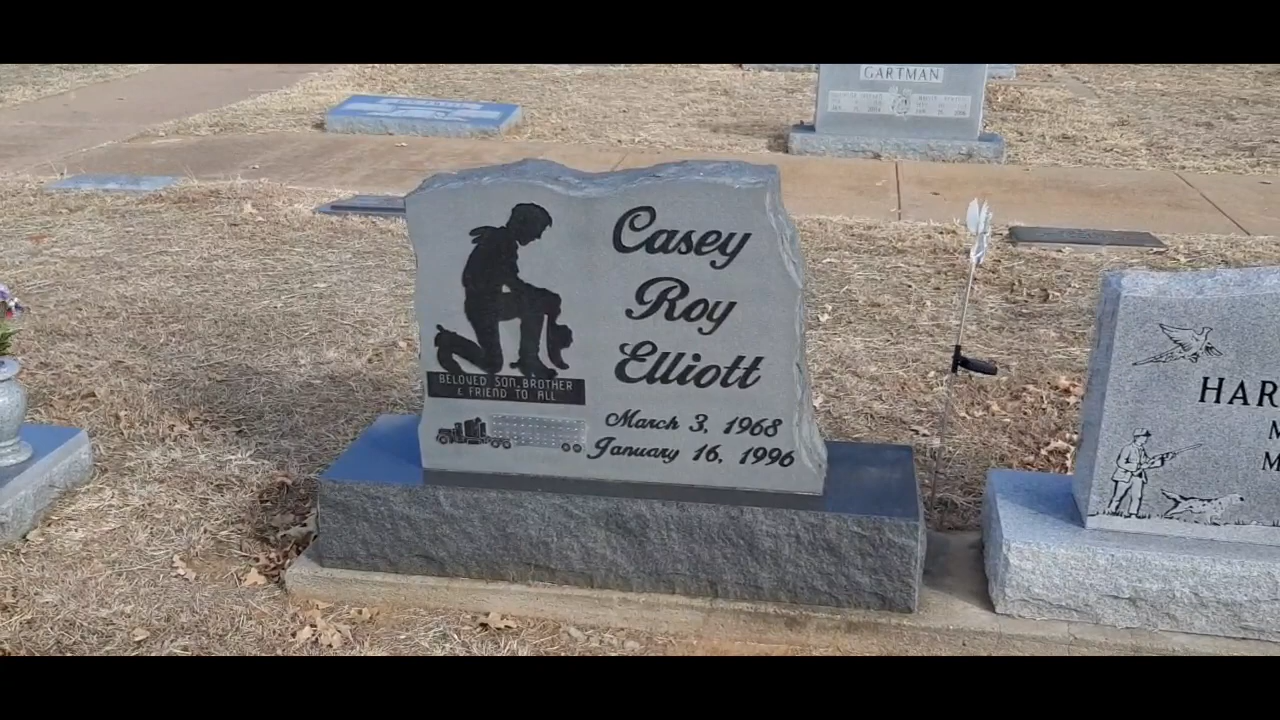 GARTMAN
Casey
Roy
Elliott
BELOVED SON, BROTHER
& FRIEND TO ALL
March 3, 1968
January 16, 1996
HAR
M
M